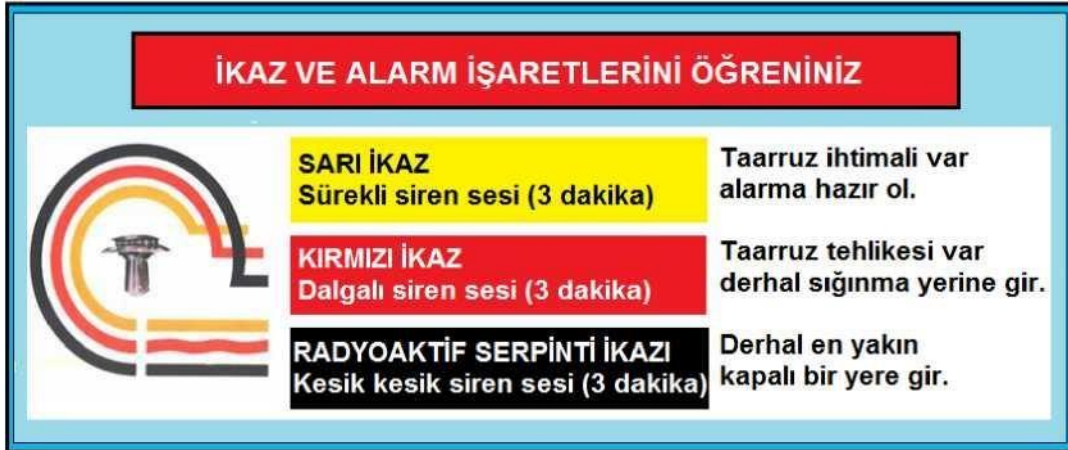 İKAZ VE ALARM İŞARETLERİNİ ÖĞRENİNİZ
SARI İKAZ
Sürekli siren sesi (3 dakika)
Taarruz ihtimali var
alarma hazır ol.
KIRMIZI İKAZ
Dalgalı siren sesi (3 dakika)
Taarruz tehlikesi var
derhal sığınma yerine gir.
RADYOAKTİF SERPİNTİ İKAZI
Kesik kesik siren sesi (3 dakika)
Derhal en yakın
kapalı bir yere gir.